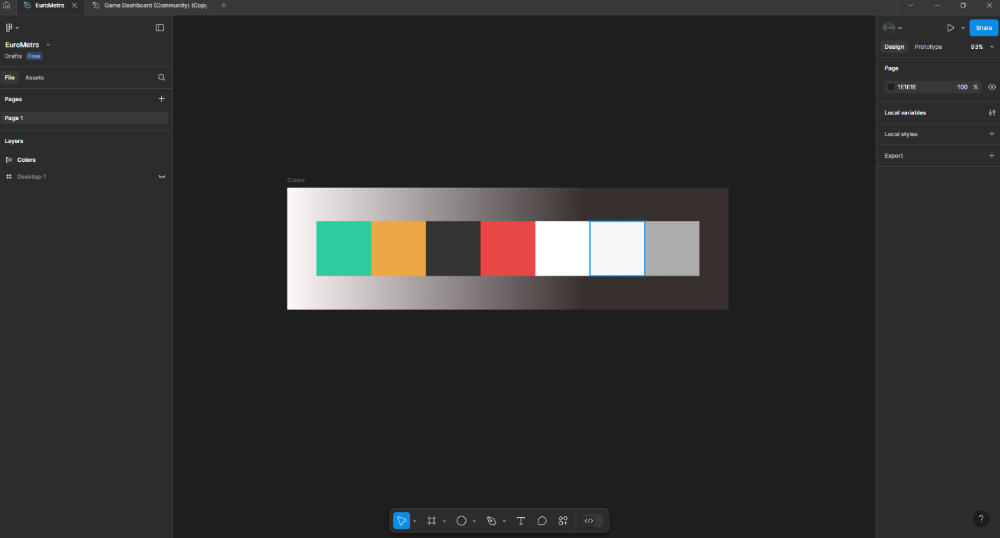 EuroMetrs
Game Dashboard (Community) (Copy
EuroMetrs
Drafts Free
File Assets
Pages
Page 1
Layers
Colors
Desktop-1
Colors
Share
Design Prototype 93%
Page
1E1E1E 100 %
Local variables
Local styles
Export
?